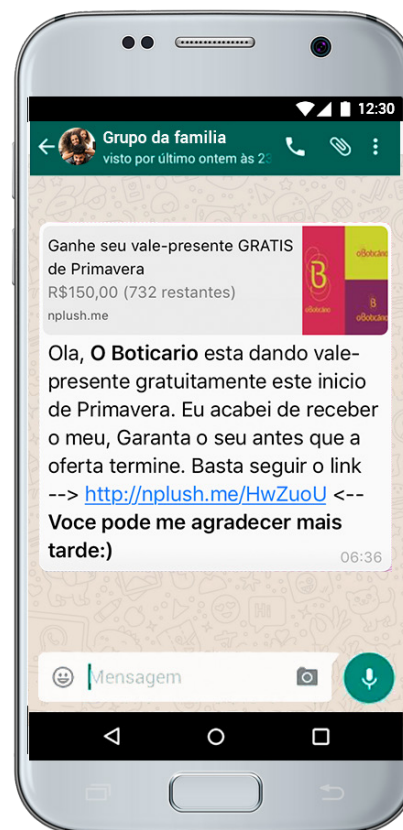 12:30
Grupo da familia
visto por último ontem às 23
Ganhe seu vale-presente GRATIS
de Primavera
R$150,00 (732 restantes)
nplush.me
B
oBoticário
oBoticário
B
oBoticário
Ola, O Boticario esta dando vale-
presente gratuitamente este inicio
de Primavera. Eu acabei de receber
o meu, Garanta o seu antes que a
oferta termine. Basta seguir o link
--> http://nplush.me/HwZuoU <--
Voce pode me agradecer mais
tarde:)
06:36
Mensagem